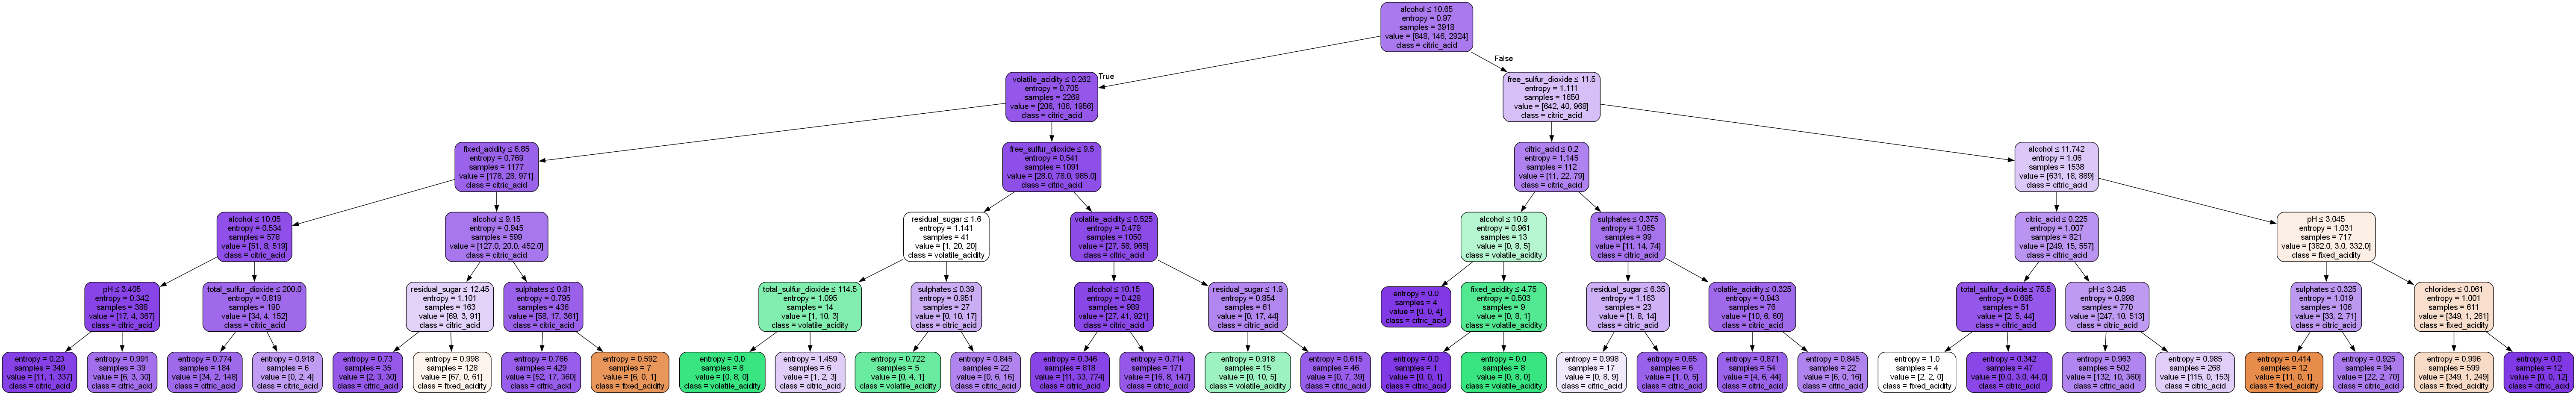 alcohol ≤ 10.65
entropy = 0.97
samples = 3918
value = [848, 146, 2924]
class = citric_acid
True
False
volatile_acidity ≤ 0.262
entropy = 0.705
samples = 2268
value = [206, 106, 1956]
class = citric_acid
free_sulfur_dioxide ≤ 11.5
entropy = 1.111
samples = 1650
value = [642, 40, 968]
class = citric_acid
fixed_acidity ≤ 6.85
entropy = 0.769
samples = 1177
value = [178, 28, 971]
class = citric_acid
free_sulfur_dioxide ≤ 9.5
entropy = 0.541
samples = 1091
value = [28.0, 78.0, 985.0]
class = citric_acid
citric_acid ≤ 0.2
entropy = 1.145
samples = 112
value = [11, 22, 79]
class = citric_acid
alcohol ≤ 11.742
entropy = 1.06
samples = 1538
value = [631, 18, 889]
class = citric_acid
alcohol ≤ 10.05
entropy = 0.534
samples = 578
value = [51, 8, 519]
class = citric_acid
alcohol ≤ 9.15
entropy = 0.945
samples = 599
value = [127.0, 20.0, 452.0]
class = citric_acid
residual_sugar ≤ 1.6
entropy = 1.141
samples = 41
value = [1, 20, 20]
class = volatile_acidity
volatile_acidity ≤ 0.525
entropy = 0.479
samples = 1050
value = [27, 58, 965]
class = citric_acid
alcohol ≤ 10.9
entropy = 0.961
samples = 13
value = [0, 8, 5]
class = volatile_acidity
sulphates ≤ 0.375
entropy = 1.065
samples = 99
value = [11, 14, 74]
class = citric_acid
citric_acid ≤ 0.225
entropy = 1.007
samples = 821
value = [249, 15, 557]
class = citric_acid
pH ≤ 3.045
entropy = 1.031
samples = 717
value = [382.0, 3.0, 332.0]
class = fixed_acidity
pH ≤ 3.405
entropy = 0.342
samples = 388
value = [17, 4, 367]
class = citric_acid
total_sulfur_dioxide ≤ 200.0
entropy = 0.819
samples = 190
value = [34, 4, 152]
class = citric_acid
residual_sugar ≤ 12.45
entropy = 1.101
samples = 163
value = [69, 3, 91]
class = citric_acid
sulphates ≤ 0.81
entropy = 0.795
samples = 436
value = [58, 17, 361]
class = citric_acid
total_sulfur_dioxide ≤ 114.5
entropy = 1.095
samples = 14
value = [1, 10, 3]
class = volatile_acidity
sulphates ≤ 0.39
entropy = 0.951
samples = 27
value = [0, 10, 17]
class = citric_acid
alcohol ≤ 10.15
entropy = 0.428
samples = 989
value = [27, 41, 921]
class = citric_acid
residual_sugar ≤ 1.9
entropy = 0.854
samples = 61
value = [0, 17, 44]
class = citric_acid
entropy = 0.0
samples = 4
value = [0, 0, 4]
class = citric_acid
fixed_acidity ≤ 4.75
entropy = 0.503
samples = 9
value = [0, 8, 1]
class = volatile_acidity
residual_sugar ≤ 6.35
entropy = 1.163
samples = 23
value = [1, 8, 14]
class = citric_acid
volatile_acidity ≤ 0.325
entropy = 0.943
samples = 76
value = [10, 6, 60]
class = citric_acid
total_sulfur_dioxide ≤ 75.5
entropy = 0.695
samples = 51
value = [2, 5, 44]
class = citric_acid
pH ≤ 3.245
entropy = 0.998
samples = 770
value = [247, 10, 513]
class = citric_acid
sulphates ≤ 0.325
entropy = 1.019
samples = 106
value = [33, 2, 71]
class = citric_acid
chlorides ≤ 0.061
entropy = 1.001
samples = 611
value = [349, 1, 261]
class = fixed_acidity
entropy = 0.23
samples = 349
value = [11, 1, 337]
class = citric_acid
entropy = 0.991
samples = 39
value = [6, 3, 30]
class = citric_acid
entropy = 0.774
samples = 184
value = [34, 2, 148]
class = citric_acid
entropy = 0.918
samples = 6
value = [0, 2, 4]
class = citric_acid
entropy = 0.73
samples = 35
value = [2, 3, 30]
class = citric_acid
entropy = 0.998
samples = 128
value = [67, 0, 61]
class = fixed_acidity
entropy = 0.766
samples = 429
value = [52, 17, 360]
class = citric_acid
entropy = 0.592
samples = 7
value = [6, 0, 1]
class = fixed_acidity
entropy = 0.0
samples = 8
value = [0, 8, 0]
class = volatile_acidity
entropy = 1.459
samples = 6
value = [1, 2, 3]
class = citric_acid
entropy = 0.722
samples = 5
value = [0, 4, 1]
class = volatile_acidity
entropy = 0.845
samples = 22
value = [0, 6, 16]
class = citric_acid
entropy = 0.346
samples = 818
value = [11, 33, 774]
class = citric_acid
entropy = 0.714
samples = 171
value = [16, 8, 147]
class = citric_acid
entropy = 0.918
samples = 15
value = [0, 10, 5]
class = volatile_acidity
entropy = 0.615
samples = 46
value = [0, 7, 39]
class = citric_acid
entropy = 0.0
samples = 1
value = [0, 0, 1]
class = citric_acid
entropy = 0.0
samples = 8
value = [0, 8, 0]
class = volatile_acidity
entropy = 0.998
samples = 17
value = [0, 8, 9]
class = citric_acid
entropy = 0.65
samples = 6
value = [1, 0, 5]
class = citric_acid
entropy = 0.871
samples = 54
value = [4, 6, 44]
class = citric_acid
entropy = 0.845
samples = 22
value = [6, 0, 16]
class = citric_acid
entropy = 1.0
samples = 4
value = [2, 2, 0]
class = fixed_acidity
entropy = 0.342
samples = 47
value = [0.0, 3.0, 44.0]
class = citric_acid
entropy = 0.963
samples = 502
value = [132, 10, 360]
class = citric_acid
entropy = 0.985
samples = 268
value = [115, 0, 153]
class = citric_acid
entropy = 0.414
samples = 12
value = [11, 0, 1]
class = fixed_acidity
entropy = 0.925
samples = 94
value = [22, 2, 70]
class = citric_acid
entropy = 0.996
samples = 599
value = [349, 1, 249]
class = fixed_acidity
entropy = 0.0
samples = 12
value = [0, 0, 12]
class = citric_acid